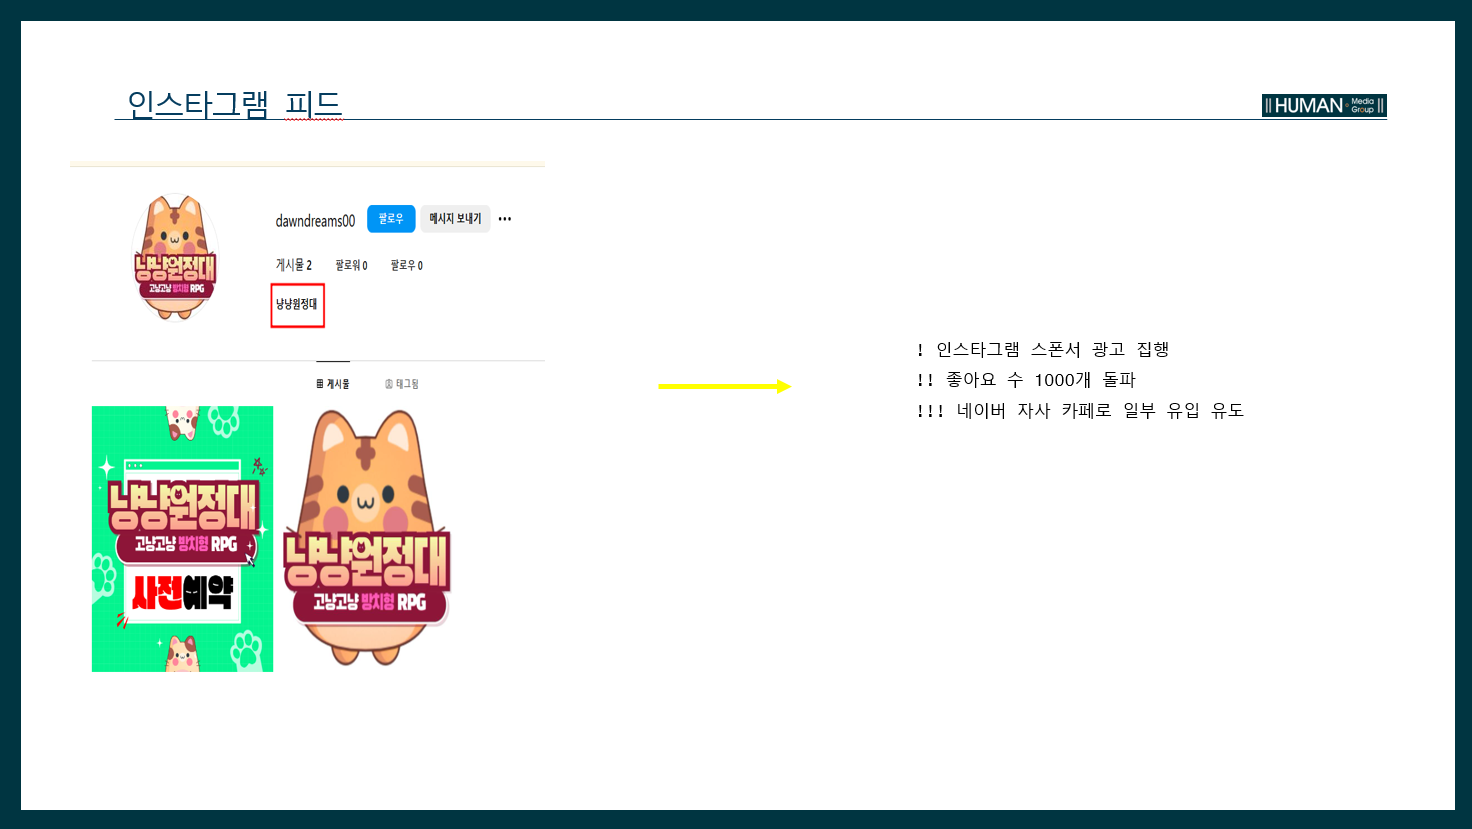 인스타그램 피드
HUMAN Media Group
dawndreams00 팔로우 메시지 보내기 •••
게시물 2 팔로워 0 팔로우 0
냥냥원정대
냥냥원정대
고냥고냥 방치형 RPG
게시물 태그됨
냥냥원정대
고냥고냥 방치형 RPG
사전예약
냥냥원정대
고냥고냥 방치형 RPG
! 인스타그램 스폰서 광고 집행
!! 좋아요 수 1000개 돌파
!!! 네이버 자사 카페로 일부 유입 유도